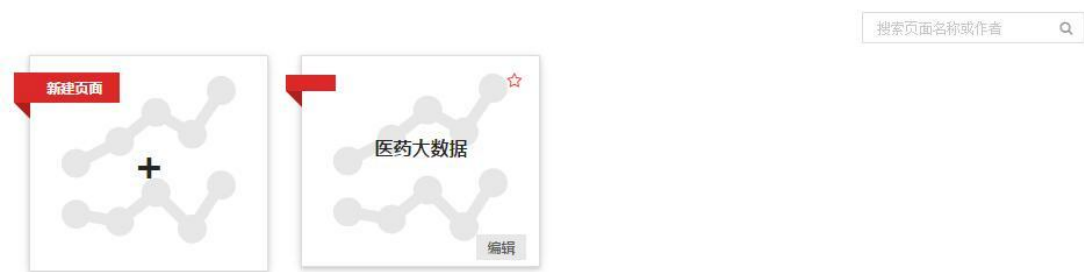 搜索页面名称或作者
新建页面
+
医药大数据
编辑